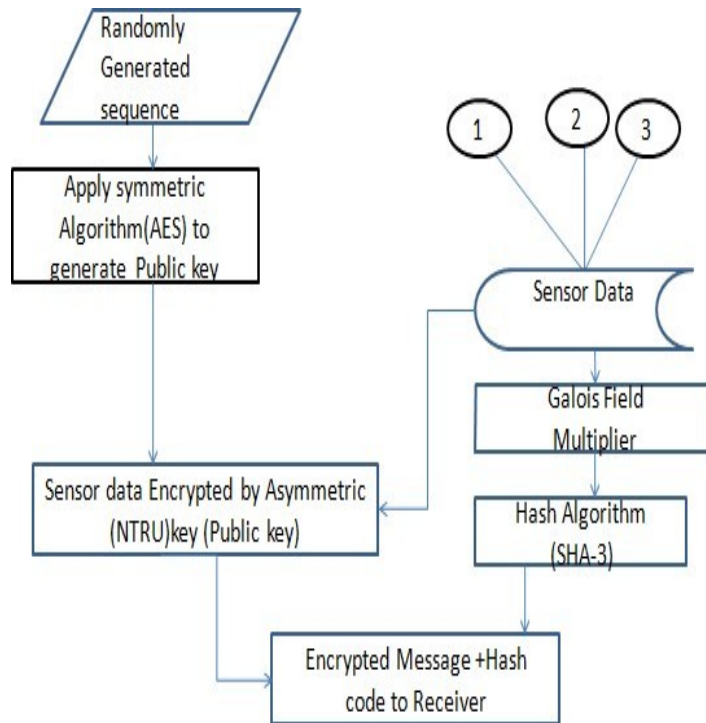 Randomly
Generated
sequence
1
2
3
Apply symmetric
Algorithm(AES) to
generate Public key
Sensor Data
Galois Field
Multiplier
Sensor data Encrypted by Asymmetric
(NTRU)key (Public key)
Hash Algorithm
(SHA-3)
Encrypted Message +Hash
code to Receiver